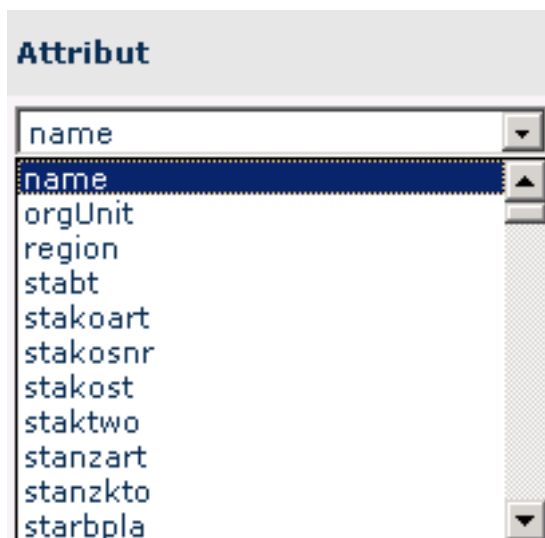 Attribut
name
name
orgUnit
region
stabt
stakoart
stakosnr
stakost
staktwo
stanzart
stanzkto
starbpla